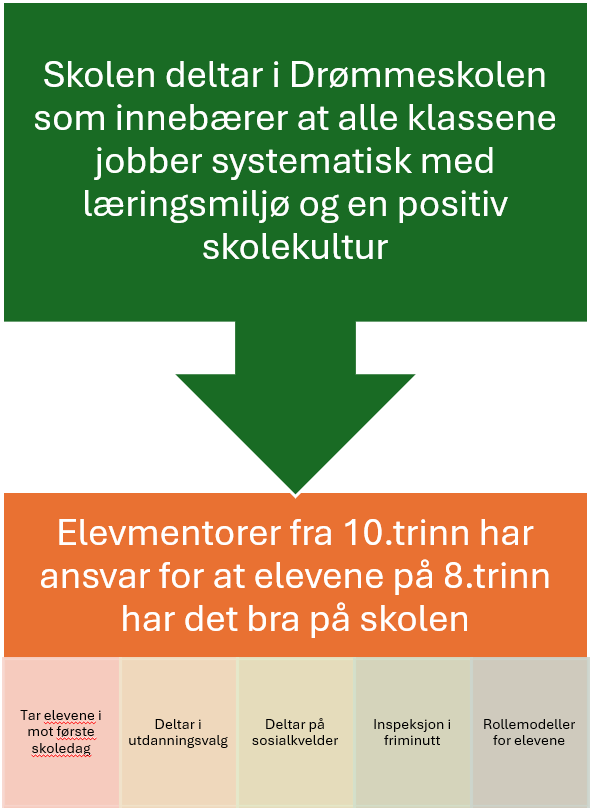 Skolen deltar i Drømmeskolen
som innebærer at alle klassene
jobber systematisk med
læringsmiljø og en positiv
skolekultur
Elevmentorer fra 10.trinn har
ansvar for at elevene på 8.trinn
har det bra på skolen
Tar elevene i
mot første
skoledag
Deltar i
utdanningsvalg
Deltar på
sosialkvelder
Inspeksjon i
friminutt
Rollemodeller
for elevene